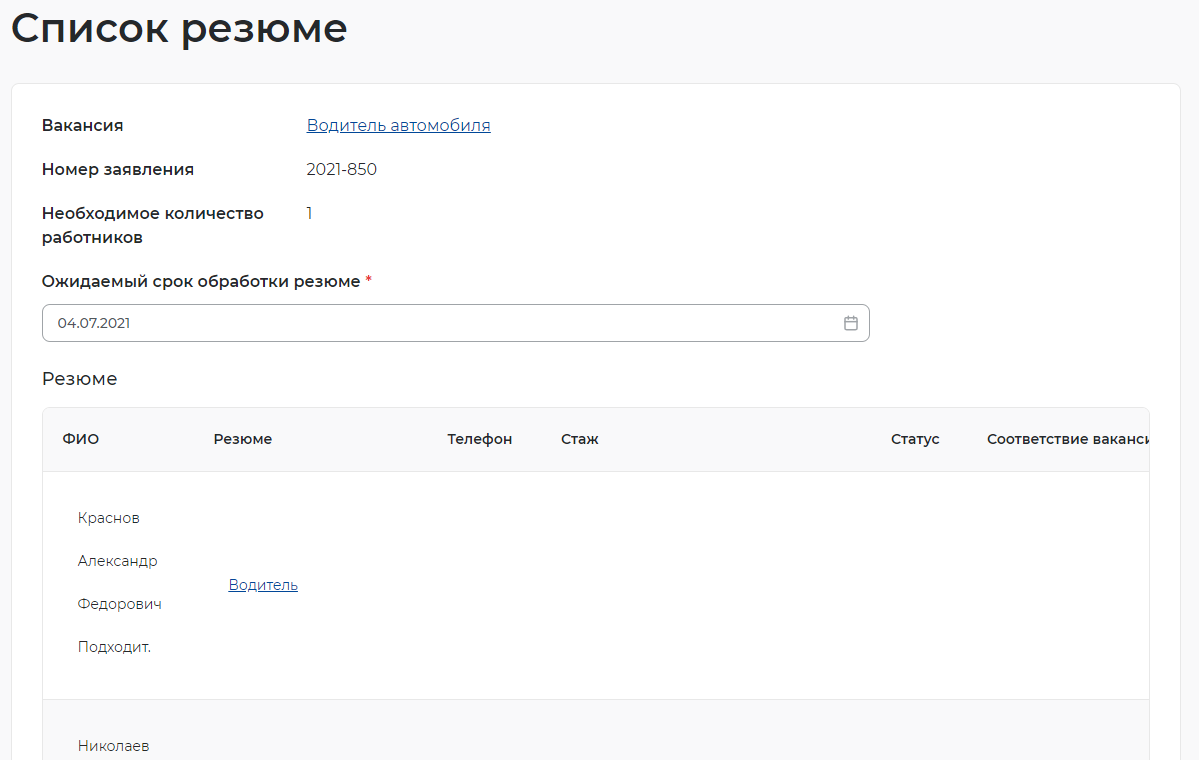 Список резюме
Вакансия Водитель автомобиля
Номер заявления 2021-850
Необходимое количество 1
работников
Ожидаемый срок обработки резюме *
04.07.2021
Резюме
ФИО Резюме Телефон Стаж Статус Соответствие
Краснов
Александр
Водитель
Федорович
Подходит.
Николаев